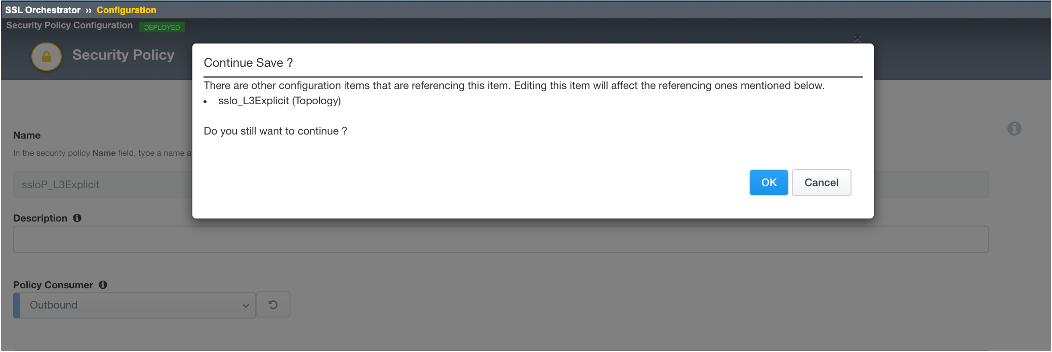 SSL Orchestrator ›› Configuration
Security Policy Configuration DEPLOYED
Security Policy
Continue Save ?
There are other configuration items that are referencing this item. Editing this item will affect the referencing ones mentioned below.
• sslo_L3Explicit (Topology)
Do you still want to continue ?
OK Cancel
Name
In the security policy Name field, type a name a
ssloP_L3Explicit
Description
Policy Consumer
Outbound